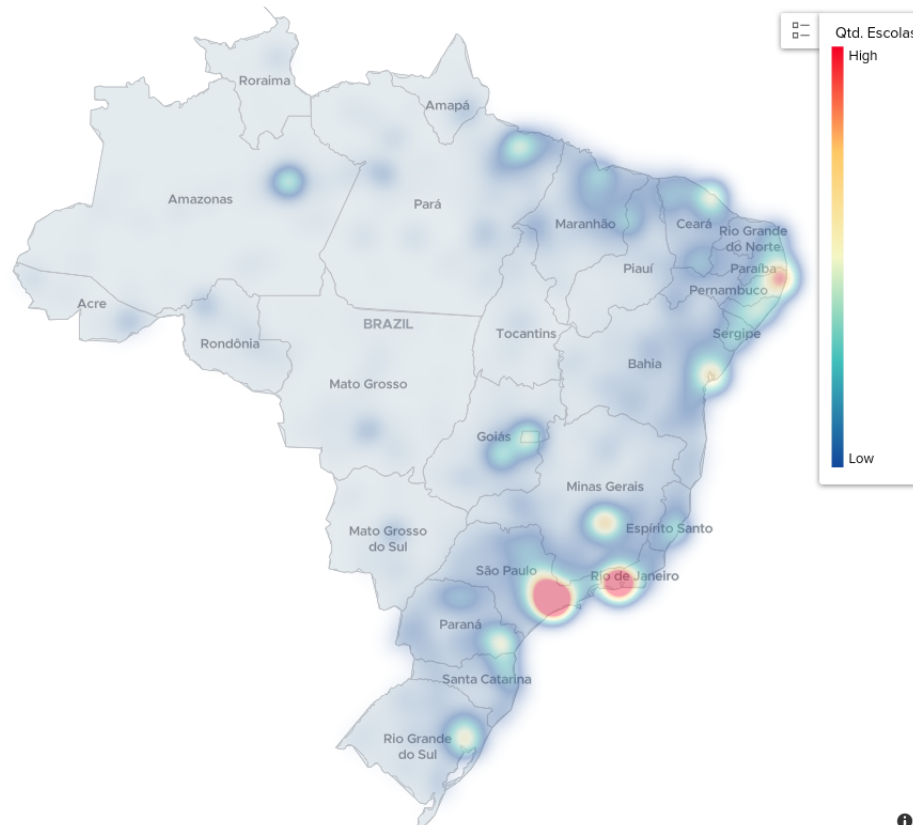 Qtd. Escolas
High
Low
Roraima
Amapá
Amazonas
Pará
Maranhão
Ceará
Rio Grande
do Norte
Piauí
Paraíba
Pernambuco
Acre
Rondônia
BRAZIL
Tocantins
Sergipe
Bahia
Mato Grosso
Goiás
Minas Gerais
Mato Grosso
do Sul
Espírito Santo
São Paulo
Rio de Janeiro
Paraná
Santa Catarina
Rio Grande
do Sul